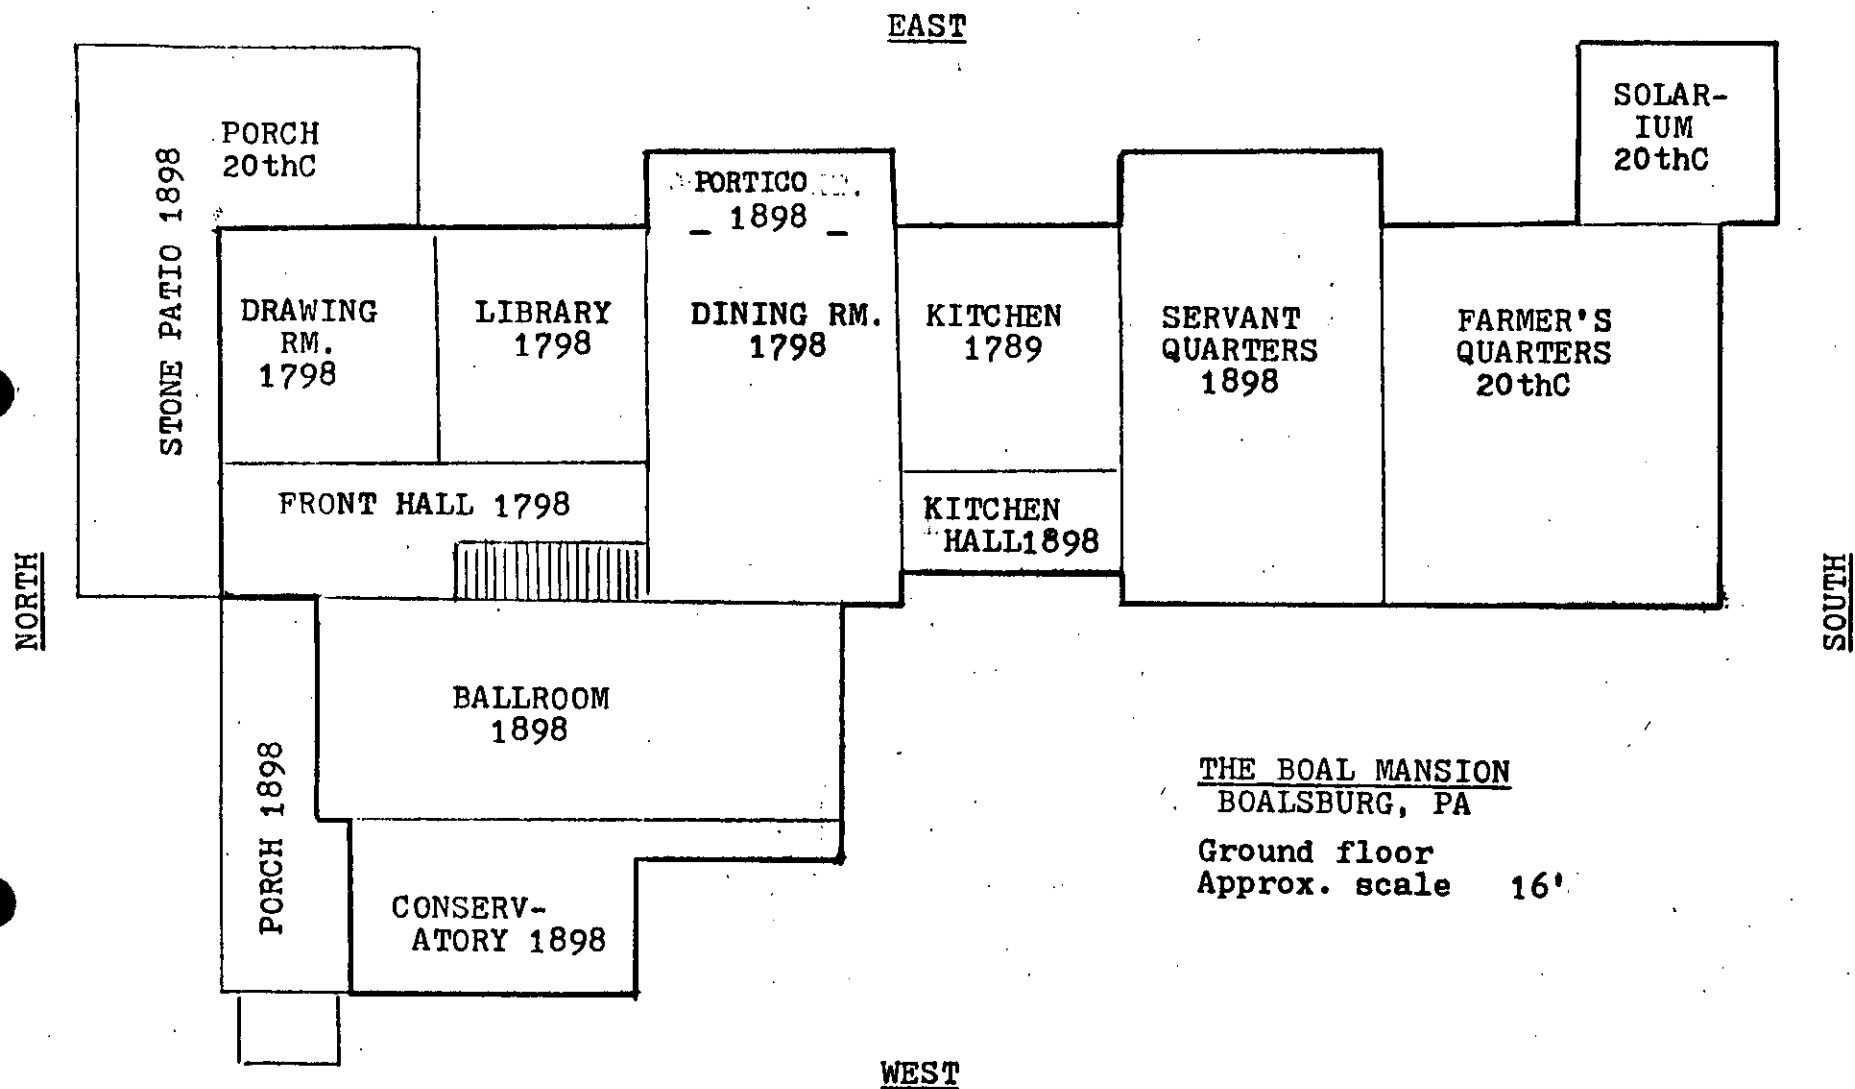 EAST
PORCH
20thC
STONE PATIO 1898
SOLAR-
IUM
20thC
PORTICO
_ 1898 _
DRAWING
RM.
1798
LIBRARY
1798
DINING RM.
1798
KITCHEN
1789
SERVANT
QUARTERS
1898
FARMER'S
QUARTERS
20thC
FRONT HALL 1798
KITCHEN
HALL1898
NORTH
SOUTH
BALLROOM
1898
PORCH 1898
CONSERV-
ATORY 1898
THE BOAL MANSION
BOALSBURG, PA
Ground floor
Approx. scale 16'
WEST